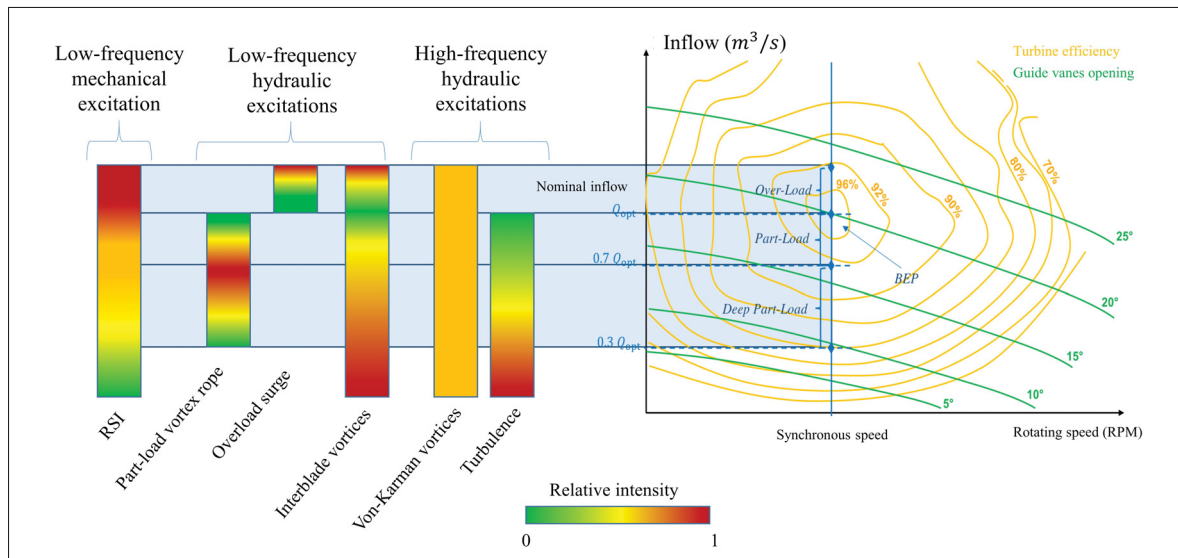 Low-frequency
mechanical
excitation
Low-frequency
hydraulic
excitations
High-frequency
hydraulic
excitations
RSI
Part-load vortex rope
Overload surge
Interblade vortices
Von-Karman vortices
Turbulence
Inflow (m³/s)
Turbine efficiency
Guide vanes opening
Nominal inflow
Qopt
0.7 Qopt
0.3 Qopt
Over-Load
Part-Load
Deep Part-Load
BEP
96%
92%
90%
80%
70%
25°
20°
15°
10°
5°
Synchronous speed
Rotating speed (RPM)
Relative intensity
0
1